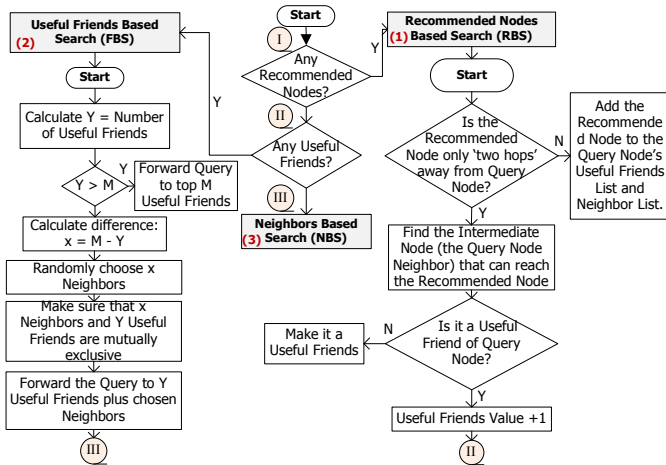 Useful Friends Based
Search (FBS)
(2)
Start
Calculate Y = Number
of Useful Friends
Y > M
Y
Forward Query
to top M
Useful Friends
Calculate difference:
x = M - Y
Randomly choose x
Neighbors
Make sure that x
Neighbors and Y Useful
Friends are mutually
exclusive
Forward the Query to Y
Useful Friends plus chosen
Neighbors
III
Start
I
Any
Recommended
Nodes?
Y
II
Any Useful
Friends?
Y
III
Neighbors Based
(3) Search (NBS)
Recommended Nodes
(1) Based Search (RBS)
Start
Is the
Recommended
Node only ‘two hops’
away from Query
Node?
N
Add the
Recommende
d Node to the
Query Node's
Useful Friends
List and
Neighbor List.
Y
Find the Intermediate
Node (the Query Node
Neighbor) that can reach
the Recommended Node
Is it a Useful
Friend of Query
Node?
N
Make it a
Useful Friends
Y
Useful Friends Value +1
II